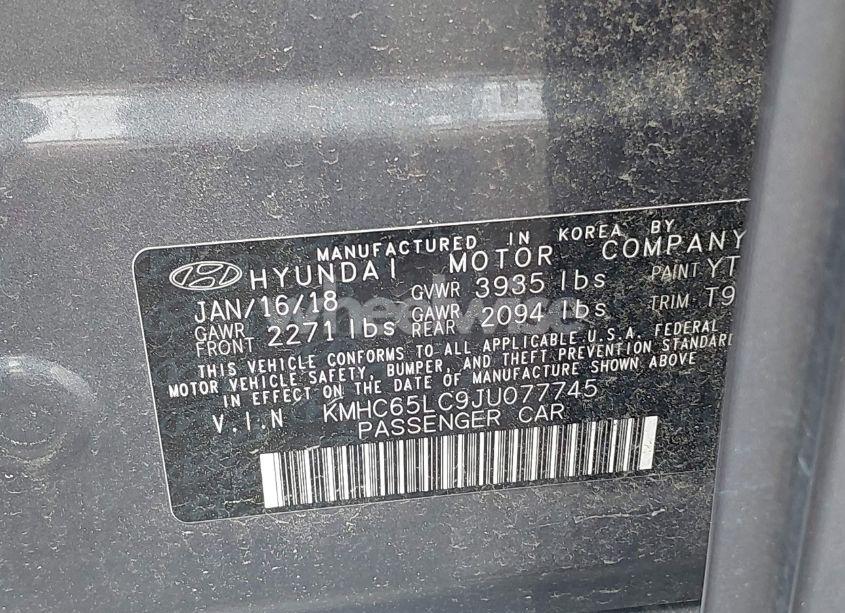 MANUFACTURED IN KOREA BY
HYUNDAI MOTOR COMPANY
JAN/16/18 GVWR 3935 lbs PAINT YT
GAWR FRONT 2271 lbs GAWR REAR 2094 lbs TRIM T9
THIS VEHICLE CONFORMS TO ALL APPLICABLE U.S.A. FEDERAL
MOTOR VEHICLE SAFETY, BUMPER, AND THEFT PREVENTION STANDARD
IN EFFECT ON THE DATE OF MANUFACTURE SHOWN ABOVE
V.I.N KMHC65LC9JU077745
PASSENGER CAR